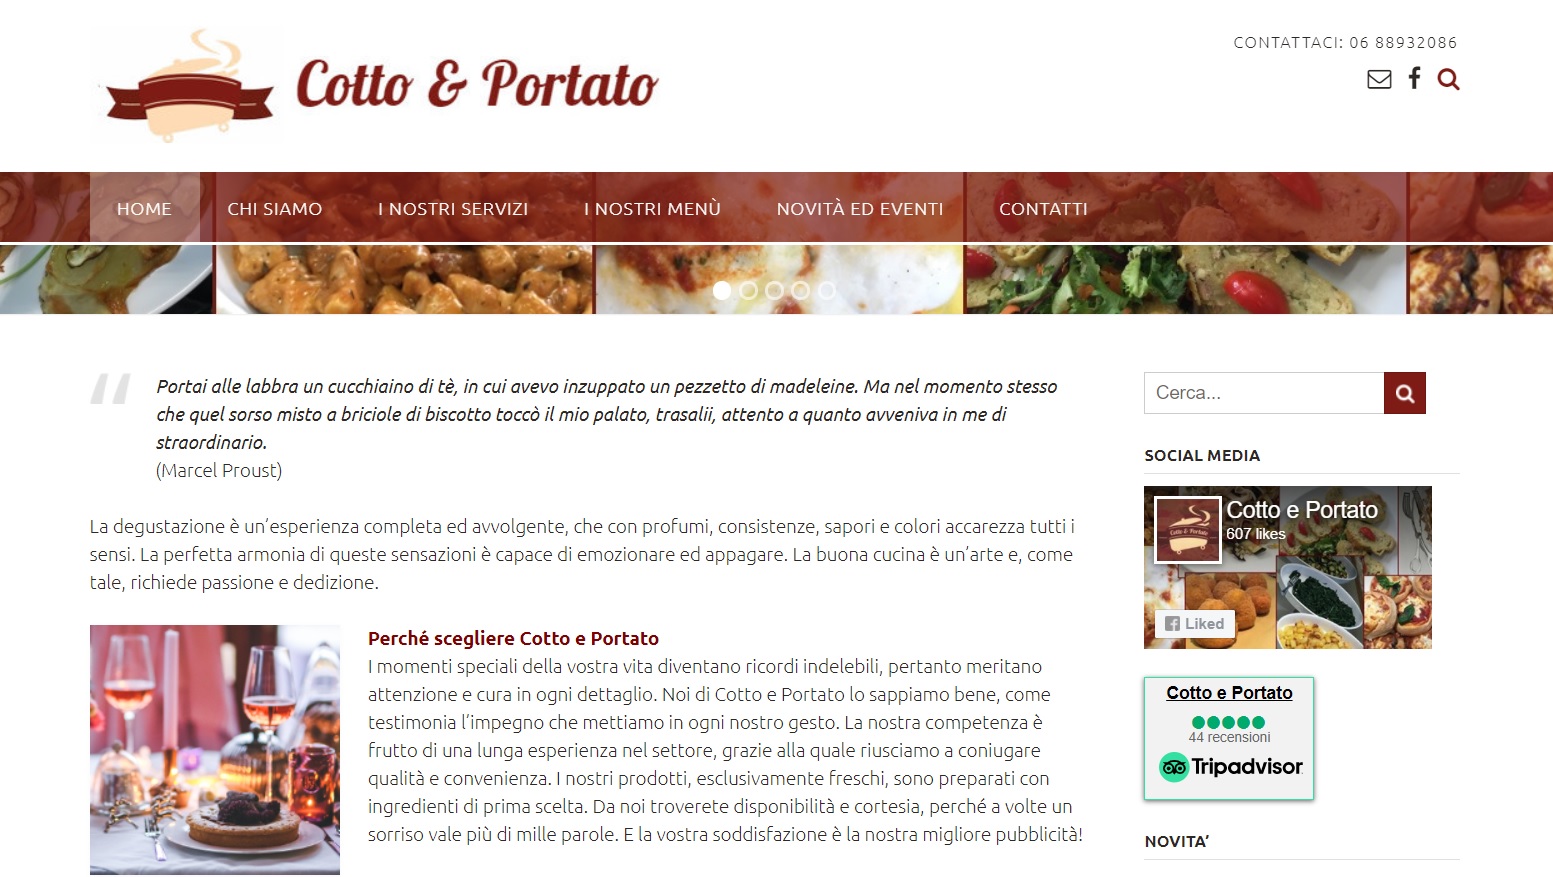 Cotto & Portato
CONTATTACI: 06 88932086
HOME
CHI SIAMO
I NOSTRI SERVIZI
I NOSTRI MENÙ
NOVITÀ ED EVENTI
CONTATTI
“
Portai alle labbra un cucchiaino di tè, in cui avevo inzuppato un pezzetto di madeleine. Ma nel momento stesso
che quel sorso misto a briciole di biscotto toccò il mio palato, trasalii, attento a quanto avveniva in me di
straordinario.
(Marcel Proust)
La degustazione è un’esperienza completa ed avvolgente, che con profumi, consistenze, sapori e colori accarezza tutti i
sensi. La perfetta armonia di queste sensazioni è capace di emozionare ed appagare. La buona cucina è un’arte e, come
tale, richiede passione e dedizione.
Perché scegliere Cotto e Portato
I momenti speciali della vostra vita diventano ricordi indelebili, pertanto meritano
attenzione e cura in ogni dettaglio. Noi di Cotto e Portato lo sappiamo bene, come
testimonia l’impegno che mettiamo in ogni nostro gesto. La nostra competenza è
frutto di una lunga esperienza nel settore, grazie alla quale riusciamo a coniugare
qualità e convenienza. I nostri prodotti, esclusivamente freschi, sono preparati con
ingredienti di prima scelta. Da noi troverete disponibilità e cortesia, perché a volte un
sorriso vale più di mille parole. E la vostra soddisfazione è la nostra migliore pubblicità!
Cerca...
SOCIAL MEDIA
Cotto & Portato
Cotto e Portato
607 likes
Liked
Cotto e Portato
44 recensioni
Tripadvisor
NOVITA’